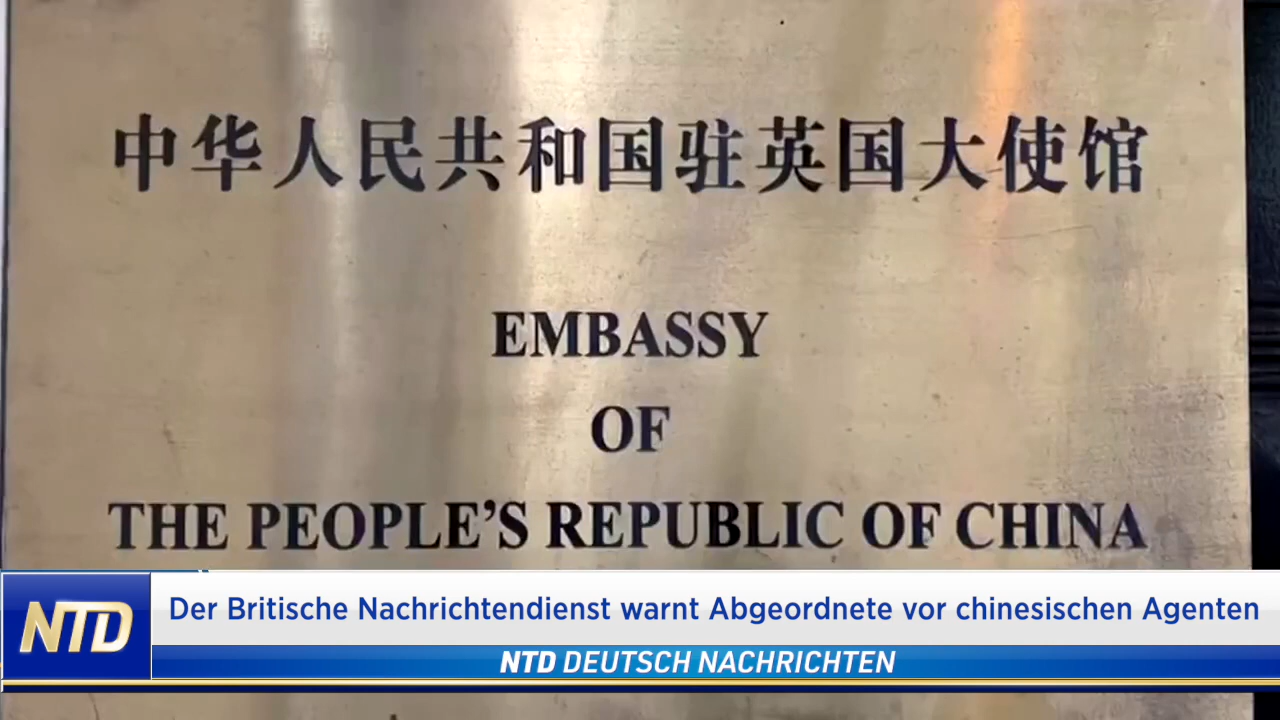 中华人民共和国驻英国大使馆
EMBASSY
OF
THE PEOPLE'S REPUBLIC OF CHINA
NTD
Der Britische Nachrichtendienst warnt Abgeordnete vor chinesischen Agenten
NTD DEUTSCH NACHRICHTEN